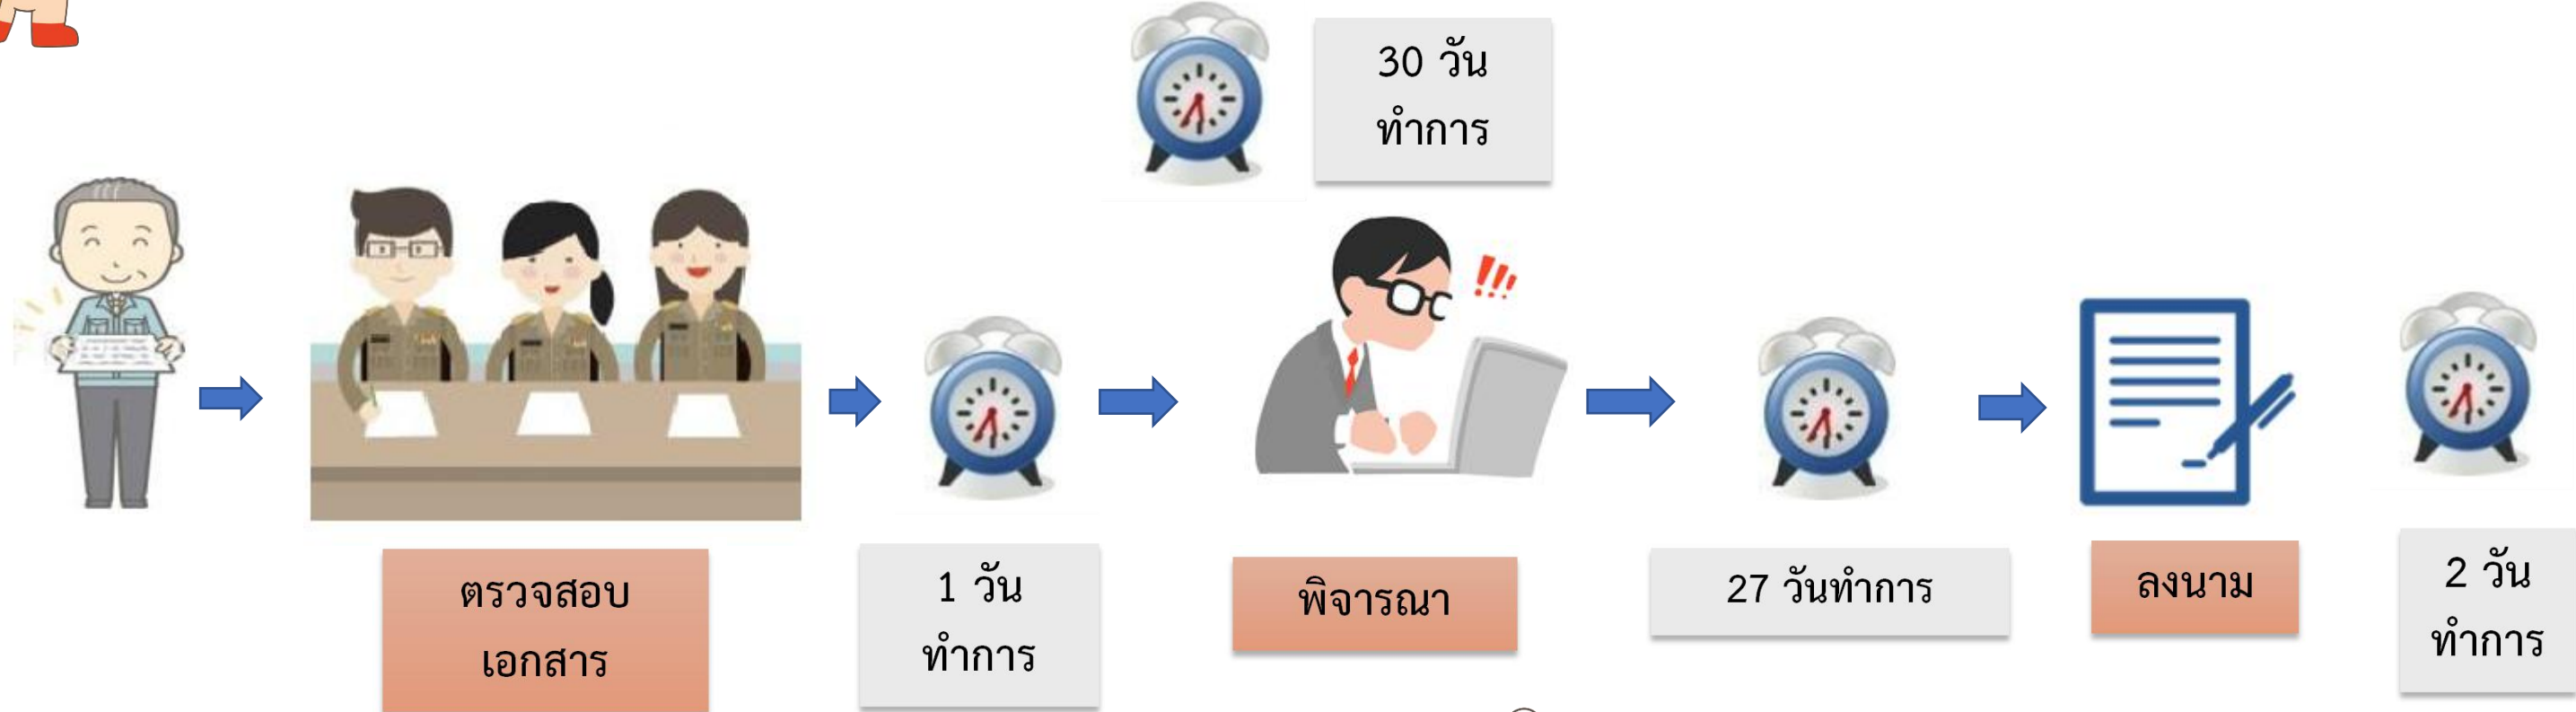 30 วัน
ทำการ
ตรวจสอบ
เอกสาร
1 วัน
ทำการ
พิจารณา
27 วันทำการ
ลงนาม
2 วัน
ทำการ